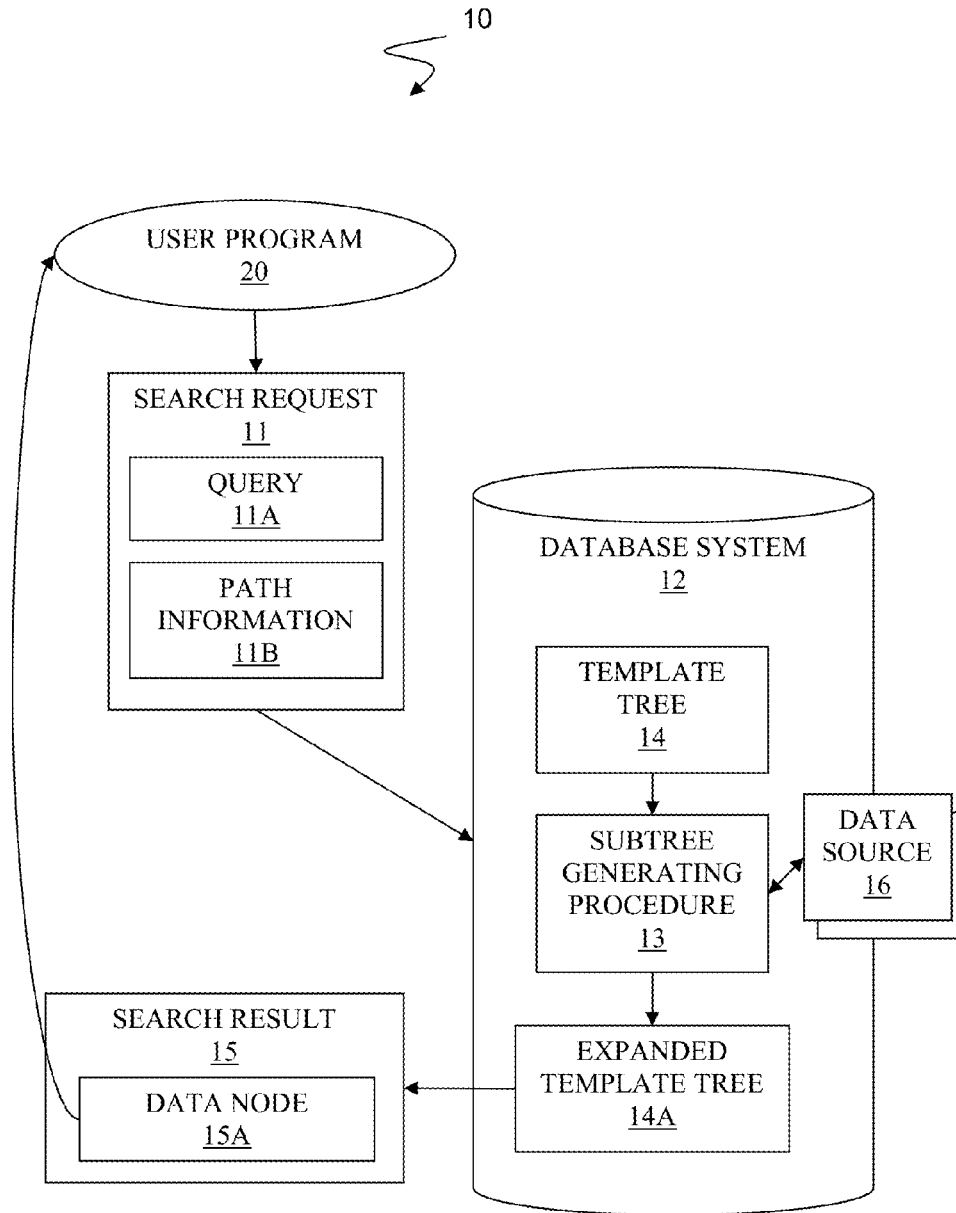 10
USER PROGRAM
20
SEARCH REQUEST
11
QUERY
11A
PATH
INFORMATION
11B
DATABASE SYSTEM
12
TEMPLATE
TREE
14
SUBTREE
GENERATING
PROCEDURE
13
DATA
SOURCE
16
EXPANDED
TEMPLATE TREE
14A
SEARCH RESULT
15
DATA NODE
15A